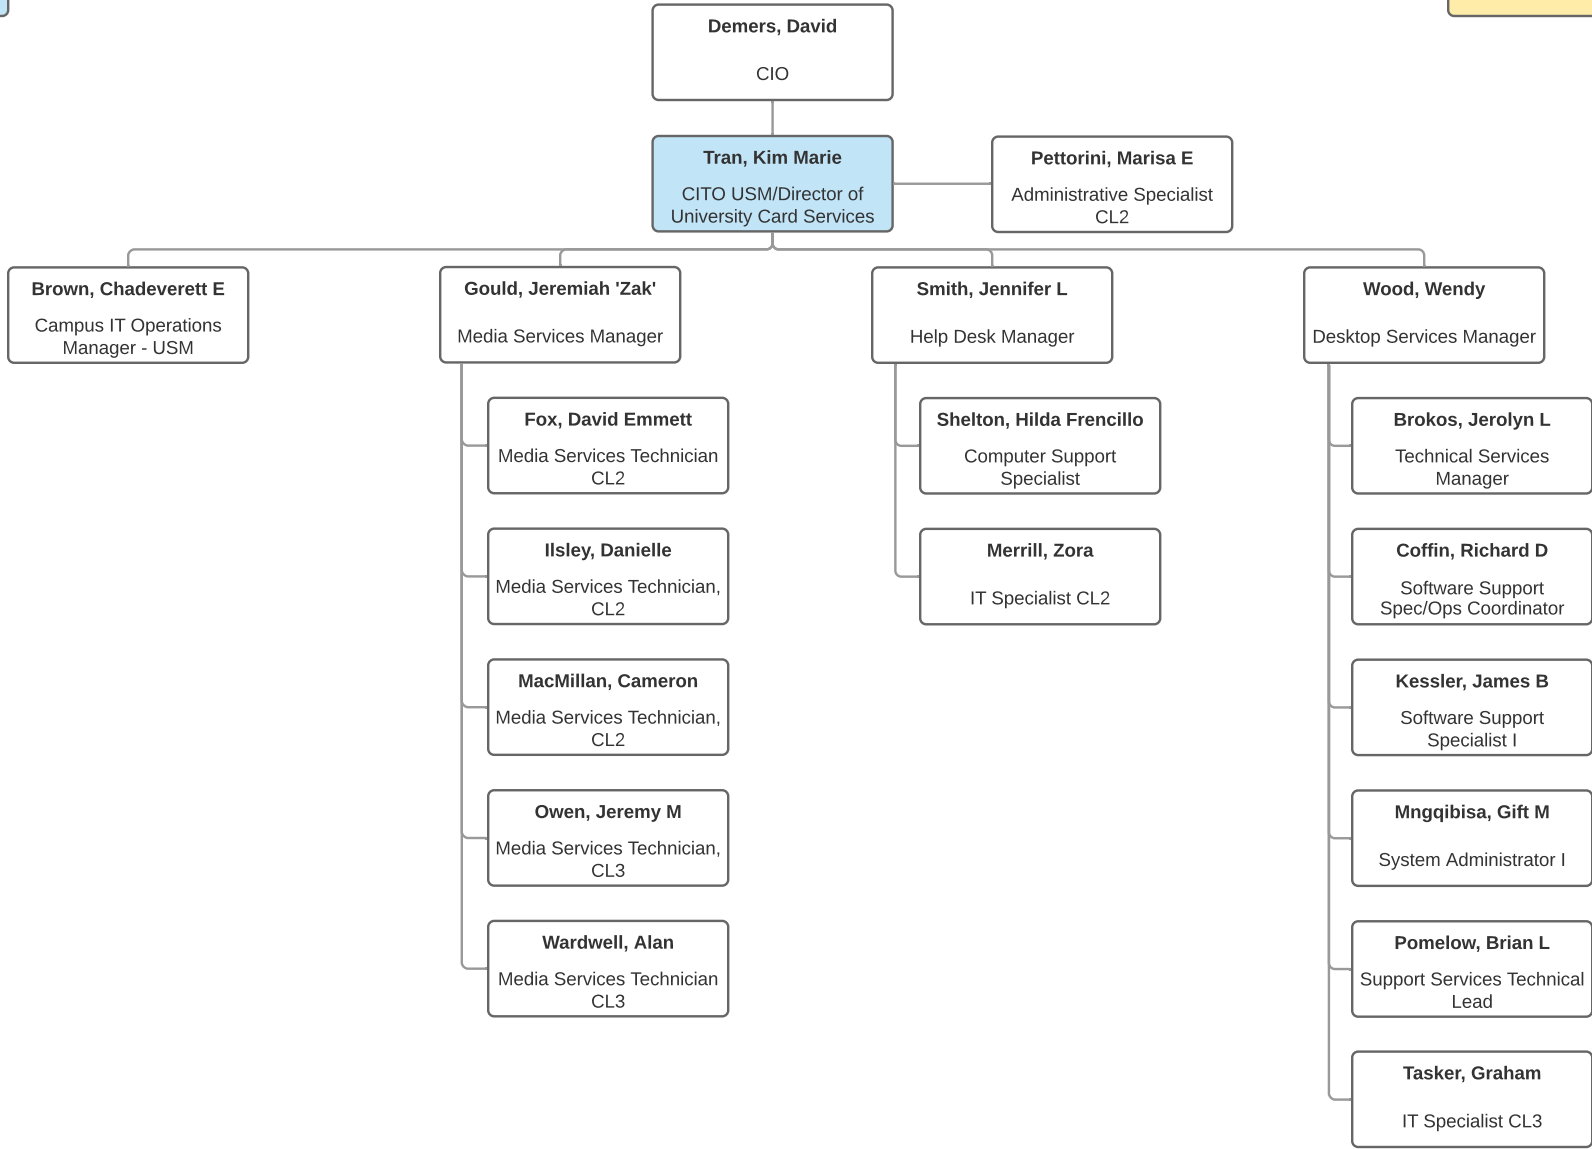 Demers, David
CIO
Tran, Kim Marie
CITO USM/Director of
University Card Services
Pettorini, Marisa E
Administrative Specialist
CL2
Brown, Chadeverett E
Campus IT Operations
Manager - USM
Gould, Jeremiah 'Zak'
Media Services Manager
Fox, David Emmett
Media Services Technician
CL2
Ilsley, Danielle
Media Services Technician,
CL2
MacMillan, Cameron
Media Services Technician,
CL2
Owen, Jeremy M
Media Services Technician,
CL3
Wardwell, Alan
Media Services Technician
CL3
Smith, Jennifer L
Help Desk Manager
Shelton, Hilda Frencillo
Computer Support
Specialist
Merrill, Zora
IT Specialist CL2
Wood, Wendy
Desktop Services Manager
Brokos, Jerolyn L
Technical Services
Manager
Coffin, Richard D
Software Support
Spec/Ops Coordinator
Kessler, James B
Software Support
Specialist I
Mngqibisa, Gift M
System Administrator I
Pomelow, Brian L
Support Services Technical
Lead
Tasker, Graham
IT Specialist CL3